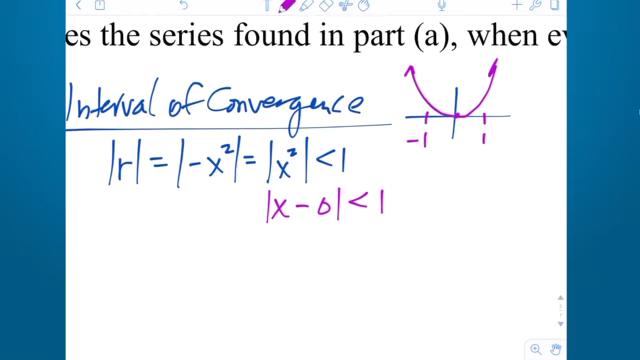 es the series found in part (a), when ev
Interval of Convergence
|r| = |-x²| = |x²| < 1
-1 1
|x - 0| < 1